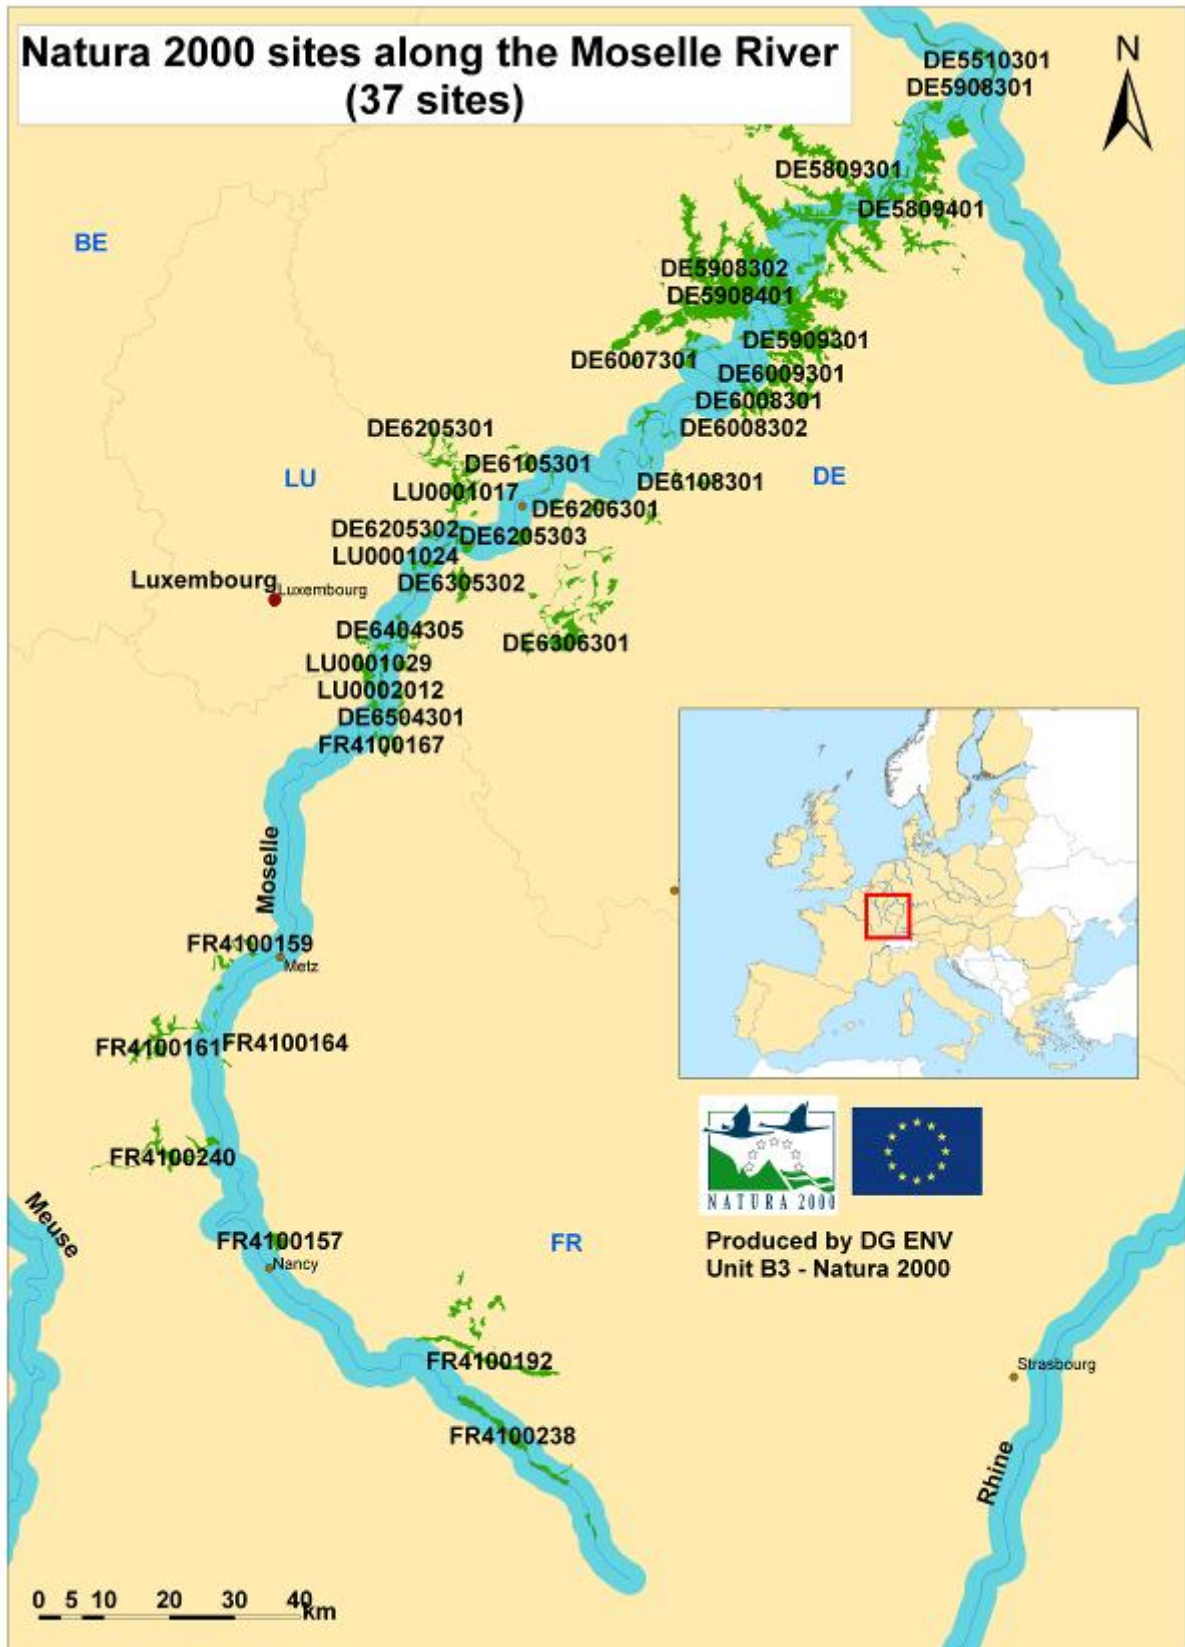 Natura 2000 sites along the Moselle River
(37 sites)
N
DE5510301
DE5908301
DE5809301
DE5809401
BE
DE5908302
DE5908401
DE5909301
DE6007301
DE6009301
DE6008301
DE6205301
DE6008302
DE6105301
LU
DE
DE6108301
LU0001017
DE6206301
DE6205302
DE6205303
LU0001024
Luxembourg
Luxembourg
DE6305302
DE6404305
DE6306301
LU0001029
LU0002012
DE6504301
FR4100167
Moselle
FR4100159
Metz
FR4100161
FR4100164
FR4100240
NATURA 2000
Meuse
FR4100157
Nancy
FR
Produced by DG ENV
Unit B3 - Natura 2000
FR4100192
Strasbourg
FR4100238
Rhine
0 5 10 20 30 40 km